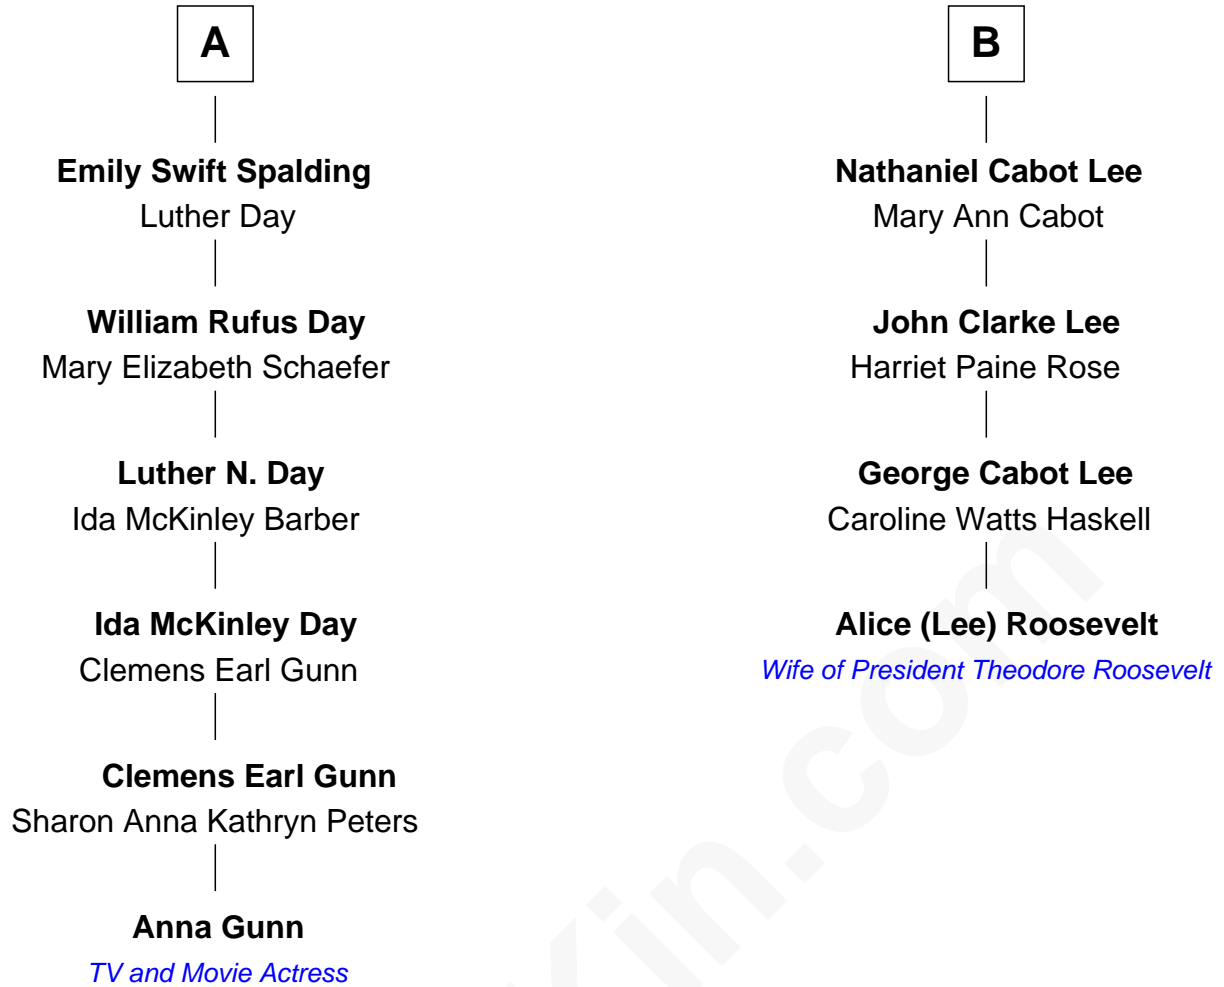 A
Emily Swift Spalding
Luther Day
William Rufus Day
Mary Elizabeth Schaefer
Luther N. Day
Ida McKinley Barber
Ida McKinley Day
Clemens Earl Gunn
Clemens Earl Gunn
Sharon Anna Kathryn Peters
Anna Gunn
TV and Movie Actress
B
Nathaniel Cabot Lee
Mary Ann Cabot
John Clarke Lee
Harriet Paine Rose
George Cabot Lee
Caroline Watts Haskell
Alice (Lee) Roosevelt
Wife of President Theodore Roosevelt